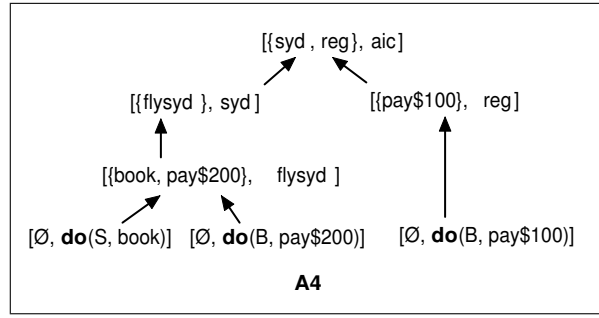 [{syd , reg}, aic]
[{flysyd }, syd ] [{pay$100}, reg]
[{book, pay$200}, flysyd ]
[Ø, do(S, book)] [Ø, do(B, pay$200)] [Ø, do(B, pay$100)]
A4